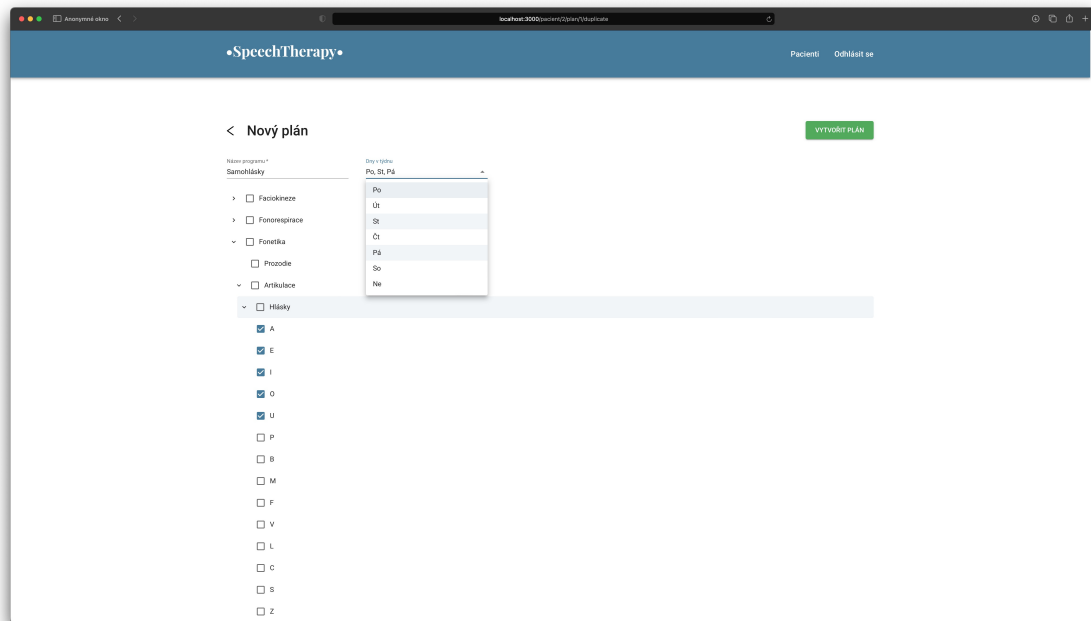 Anonymné okno
localhost:3000/pacient/2/plan/1/duplicate
•SpeechTherapy•
Pacienti Odhlásit se
Nový plán
VYTVOŘIT PLÁN
Název programu *
Samohlásky
Dny v týdnu
Po, St, Pá
Po
Út
St
Čt
Pá
So
Ne
Faciokineze
Fonorespirace
Fonetika
Prozodie
Artikulace
Hlásky
A
E
I
O
U
P
B
M
F
V
L
C
S
Z